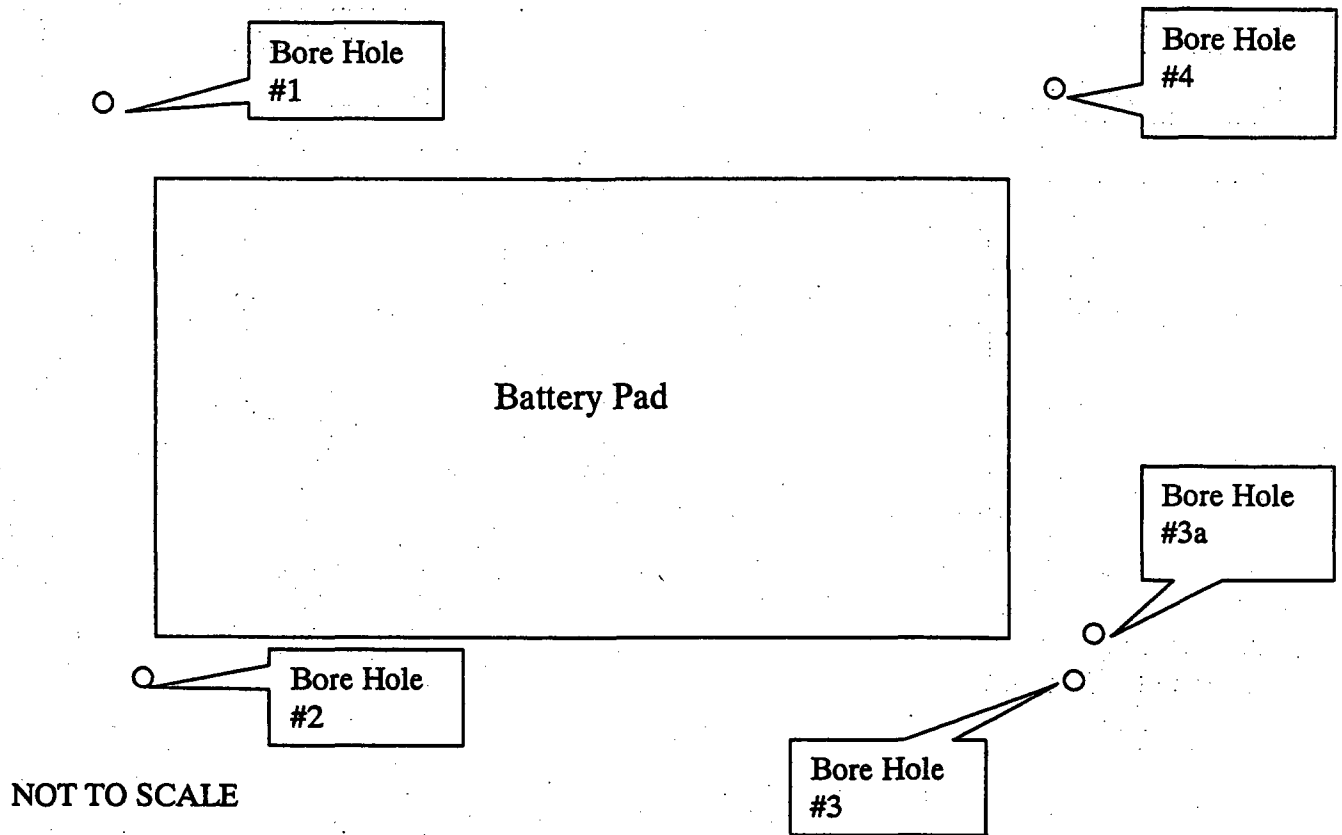 Bore Hole
#1
Bore Hole
#4
Battery Pad
Bore Hole
#3a
Bore Hole
#2
Bore Hole
#3
NOT TO SCALE